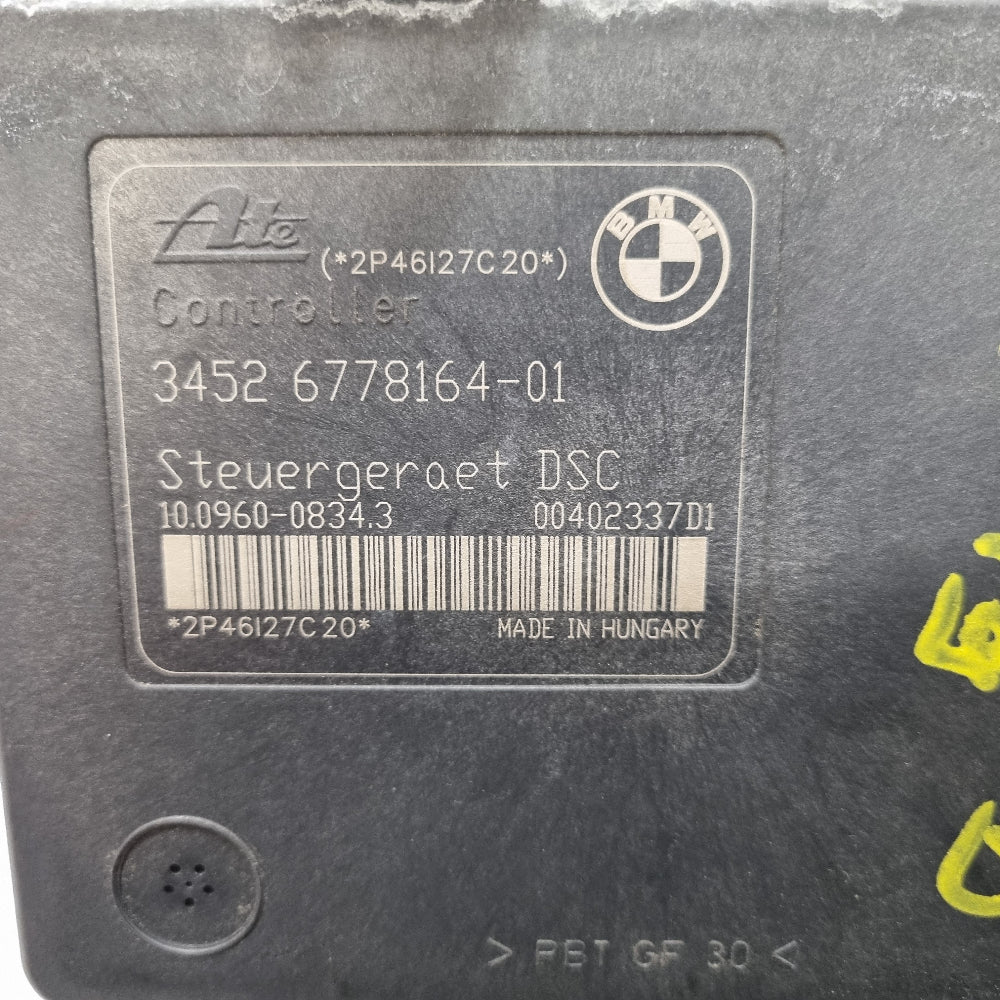 Ate
BMW
(*2P46I27C20*)
Controller
3452 6778164-01
Steuergeraet DSC
10.0960-0834.3 00402337D1
*2P46I27C20* MADE IN HUNGARY
> PBT GF 30 <